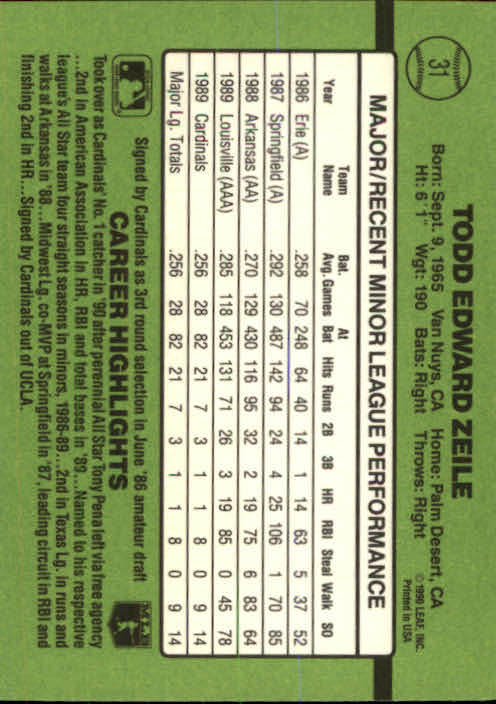 31
TODD EDWARD ZEILE
Born: Sept. 9, 1965 Van Nuys, CA Home: Palm Desert, CA
Ht: 6'1" Wgt: 190 Bats: Right Throws: Right
© 1990 LEAF, INC.
Printed in USA
MAJOR/RECENT MINOR LEAGUE PERFORMANCE
Year Team Name Bat. Avg. Games At Bat Hits Runs 2B 3B HR RBI Steal Walk SO
1986 Erie (A) .258 70 248 64 40 14 1 14 63 5 37 52
1987 Springfield (A) .292 130 487 142 94 24 4 25 106 1 70 85
1988 Arkansas (AA) .270 129 430 116 95 32 2 19 75 6 83 64
1989 Louisville (AAA) .285 118 453 131 71 26 3 19 85 0 45 78
1989 Cardinals .256 28 82 21 7 3 1 1 8 0 9 14
Major Lg. Totals .256 28 82 21 7 3 1 1 8 0 9 14
Signed by Cardinals as 3rd round selection in June '86 amateur draft
CAREER HIGHLIGHTS
Took over as Cardinals' No. 1 catcher in '90 after perennial All Star Tony Pena left via free agency
...2nd in American Association in HR, RBI and total bases in '89...Named to his respective
league's All Star team four straight seasons in minors, 1986-89...2nd in Texas Lg. in runs and
walks at Arkansas in '88...Midwest Lg. co-MVP at Springfield in '87, leading circuit in RBI and
finishing 2nd in HR...Signed by Cardinals out of UCLA.